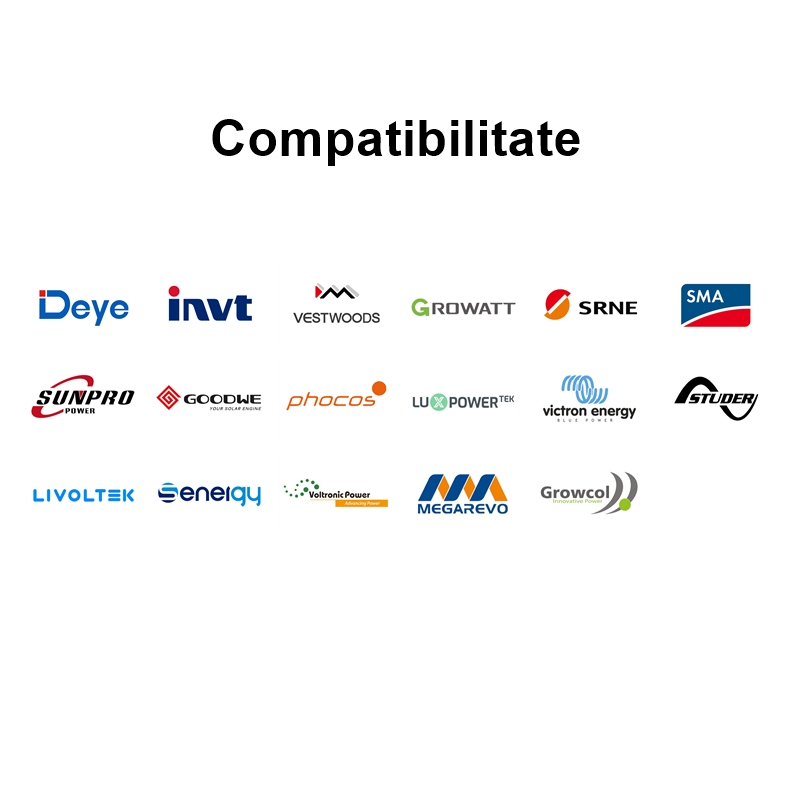 Compatibilitate
Deye
invt
VESTWOODS
GROWATT
SRNE
SMA
SUNPRO
POWER
GOODWE
YOUR SOLAR ENGINE
phocos
LUXPOWERTEK
victron energy
BLUE POWER
STUDER
LIVOLTEK
Senergy
Voltronic Power
Advancing Power
MEGAREVO
Growcol
Innovative Power